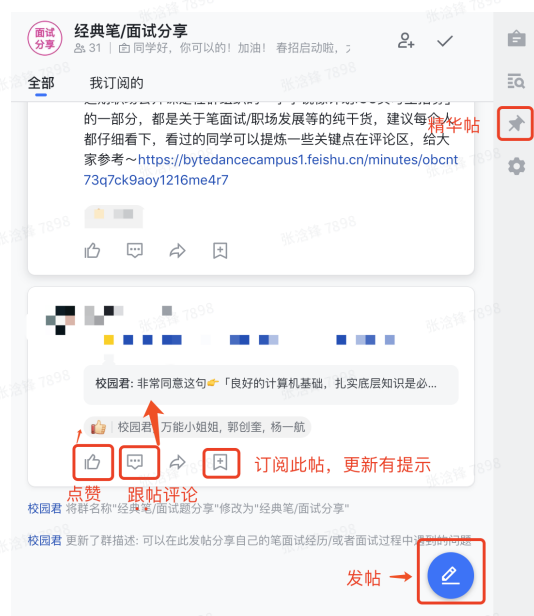 面试
分享
经典笔/面试分享
31 | 同学好，你可以的！加油！ 春招启动啦，
全部 我订阅的
的一部分，都是关于笔面试/职场发展等的纯干货，建议每个人
都仔细看下，看过的同学可以提炼一些关键点在评论区，给大
家参考～https://bytedancecampus1.feishu.cn/minutes/obcnt
73q7ck9aoy1216me4r7
精华帖
校园君: 非常同意这句👉「良好的计算机基础，扎实底层知识是必...
校园君, 万能小姐姐, 郭创奎, 杨一航
订阅此帖，更新有提示
点赞
跟帖评论
校园君 将群名称"经典笔/面试题分享"修改为"经典笔/面试分享"
校园君 更新了群描述: 可以在此发帖分享自己的笔面试经历/或者面试过程中遇到的问题
发帖
张浛锋 7898